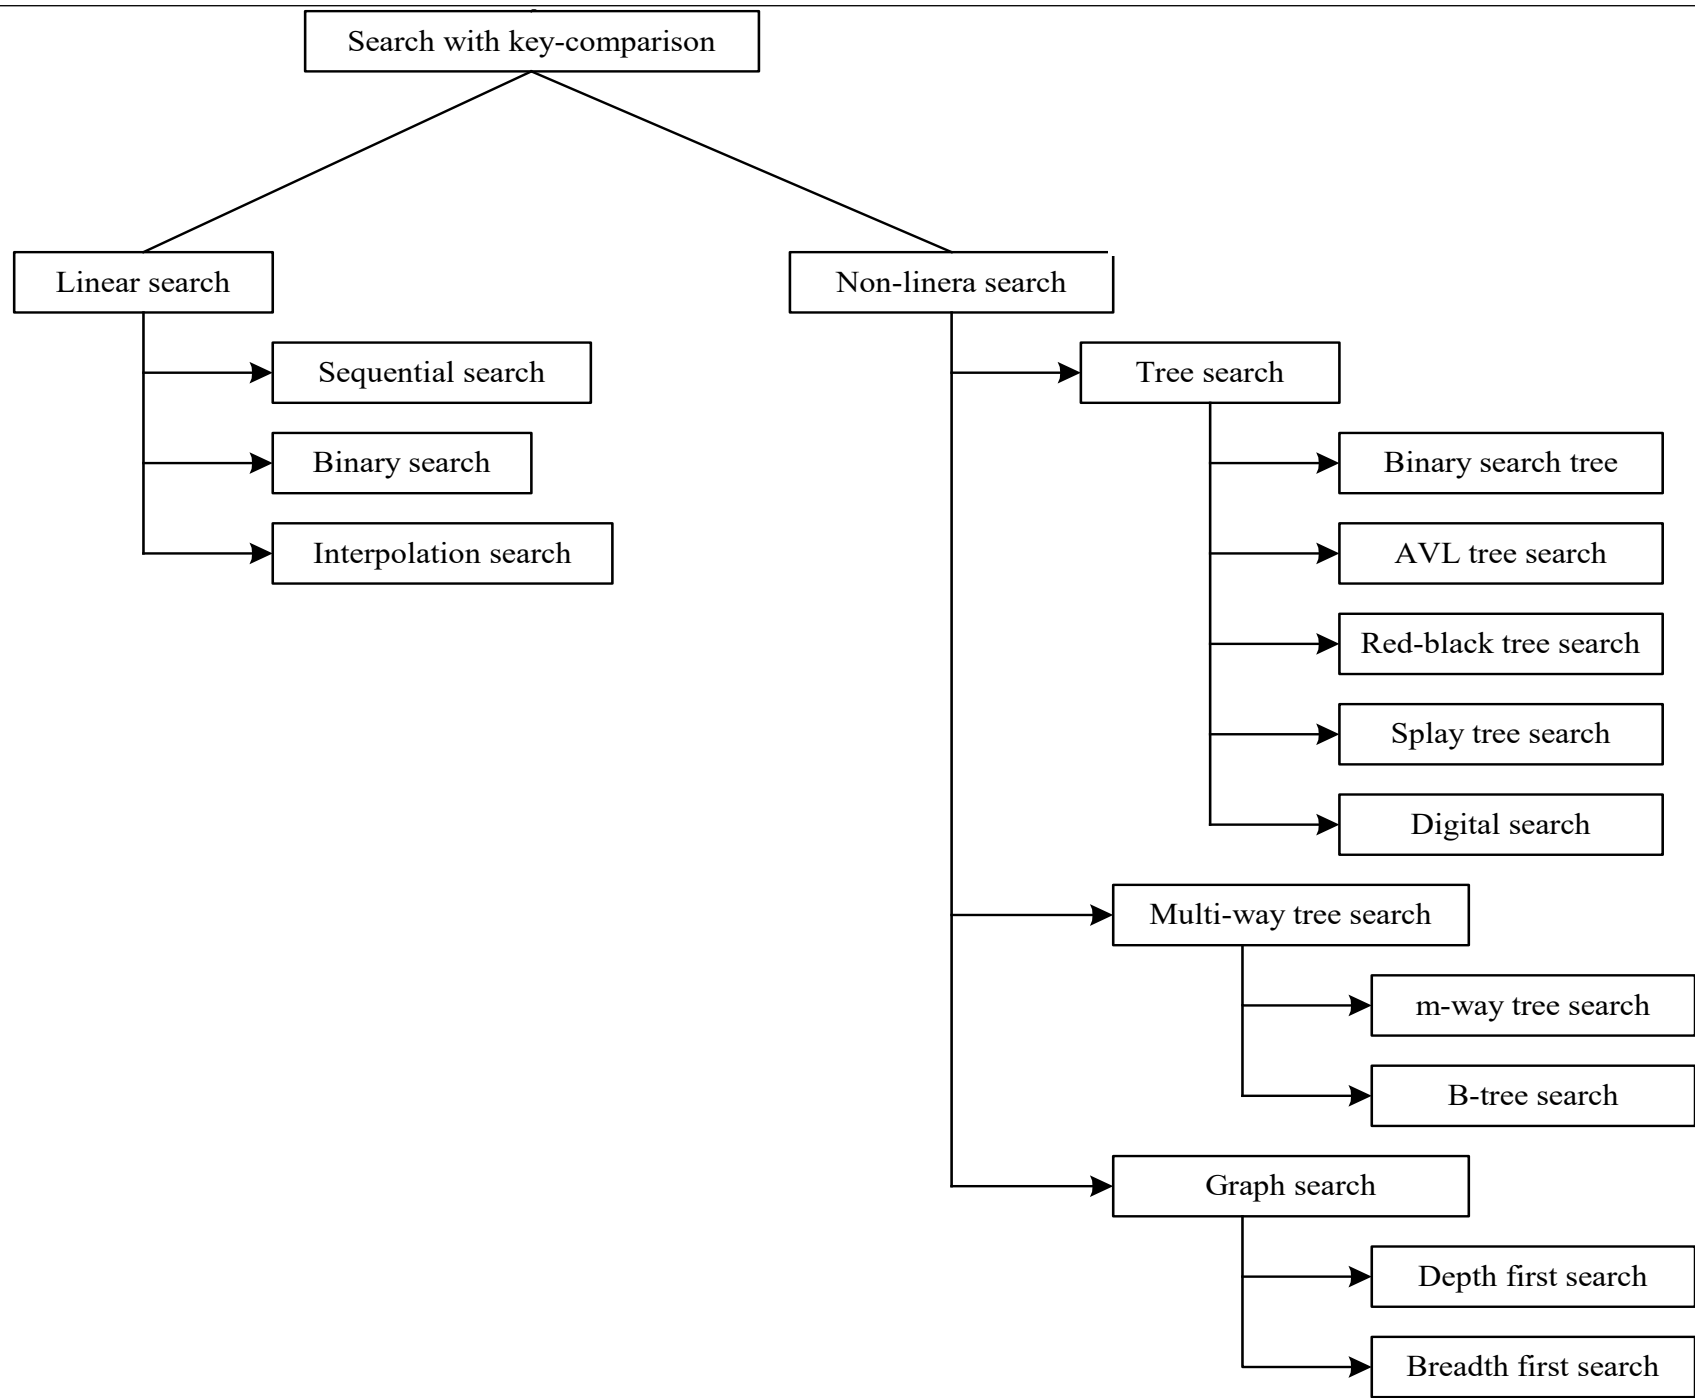 Search with key-comparison
Linear search
Non-linera search
Sequential search
Tree search
Binary search
Binary search tree
Interpolation search
AVL tree search
Red-black tree search
Splay tree search
Digital search
Multi-way tree search
m-way tree search
B-tree search
Graph search
Depth first search
Breadth first search